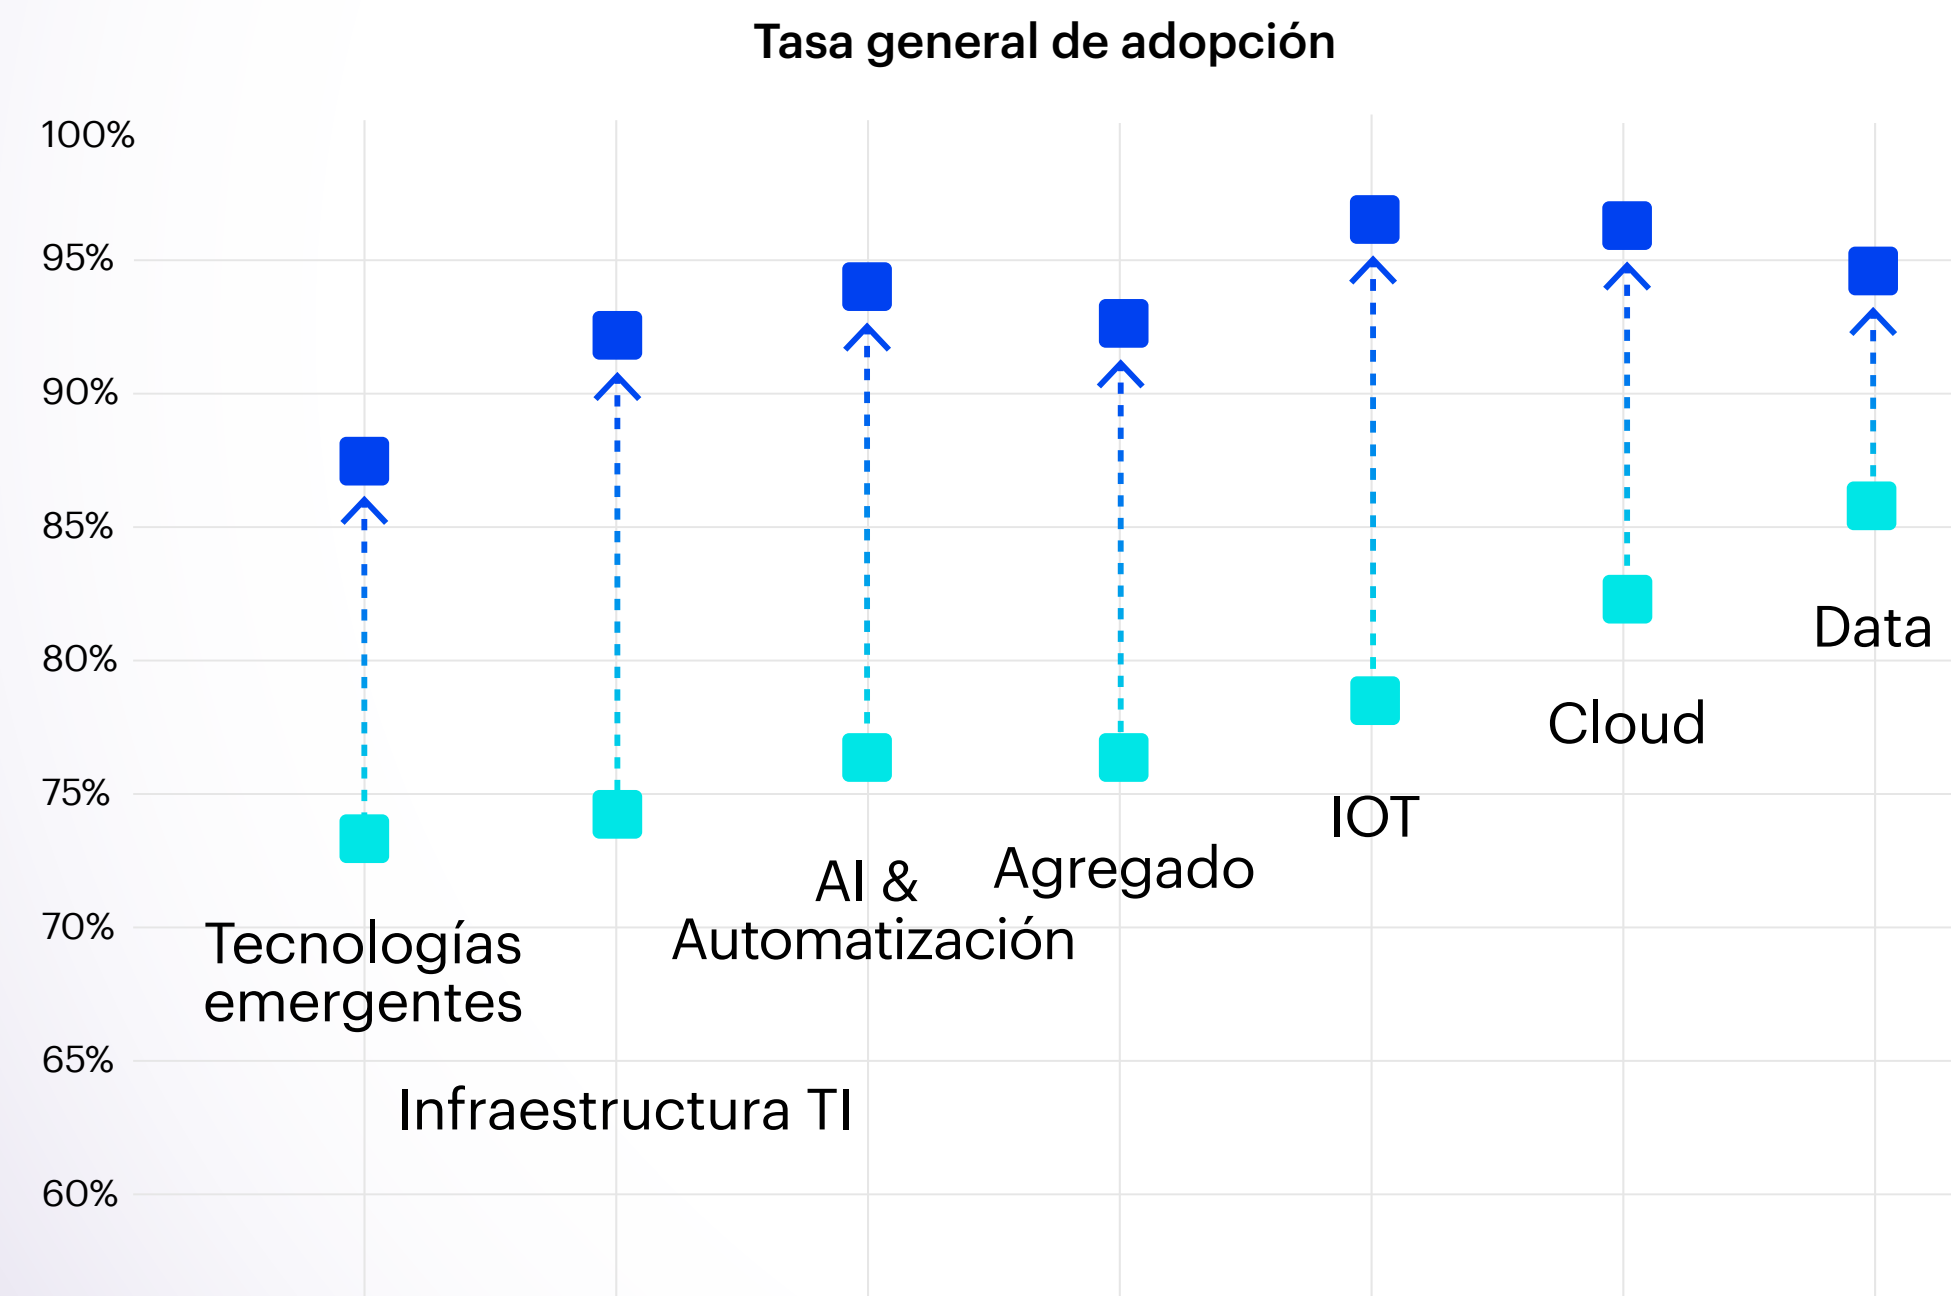 Tasa general de adopción
100%
95%
90%
85%
80%
75%
70%
65%
60%
Tecnologías
emergentes
Infraestructura TI
AI &
Automatización
Agregado
IOT
Cloud
Data